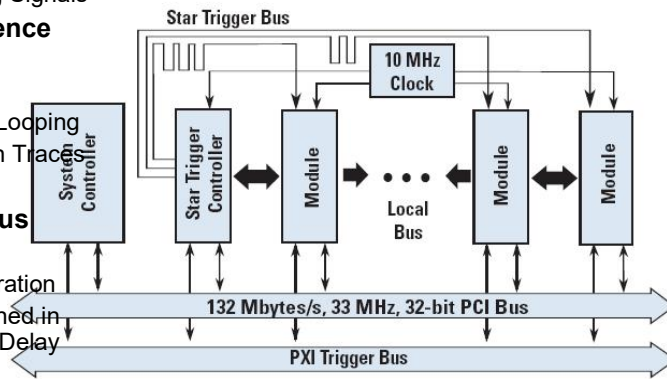 g Signals
ence
Looping
n Traces
us
ration
ned in
Delay
Star Trigger Bus
10 MHz
Clock
System
Controller
Star Trigger
Controller
Module
Local
Bus
Module
Module
132 Mbytes/s, 33 MHz, 32-bit PCI Bus
PXI Trigger Bus